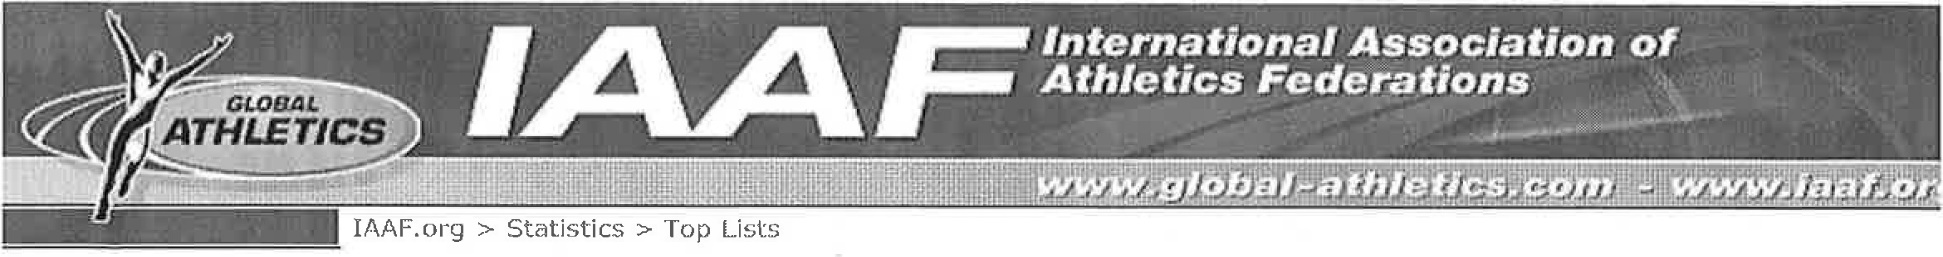 GLOBAL
ATHLETICS
IAAF
International Association of
Athletics Federations
www.global-athletics.com - www.iaaf.or
IAAF.org > Statistics > Top Lists